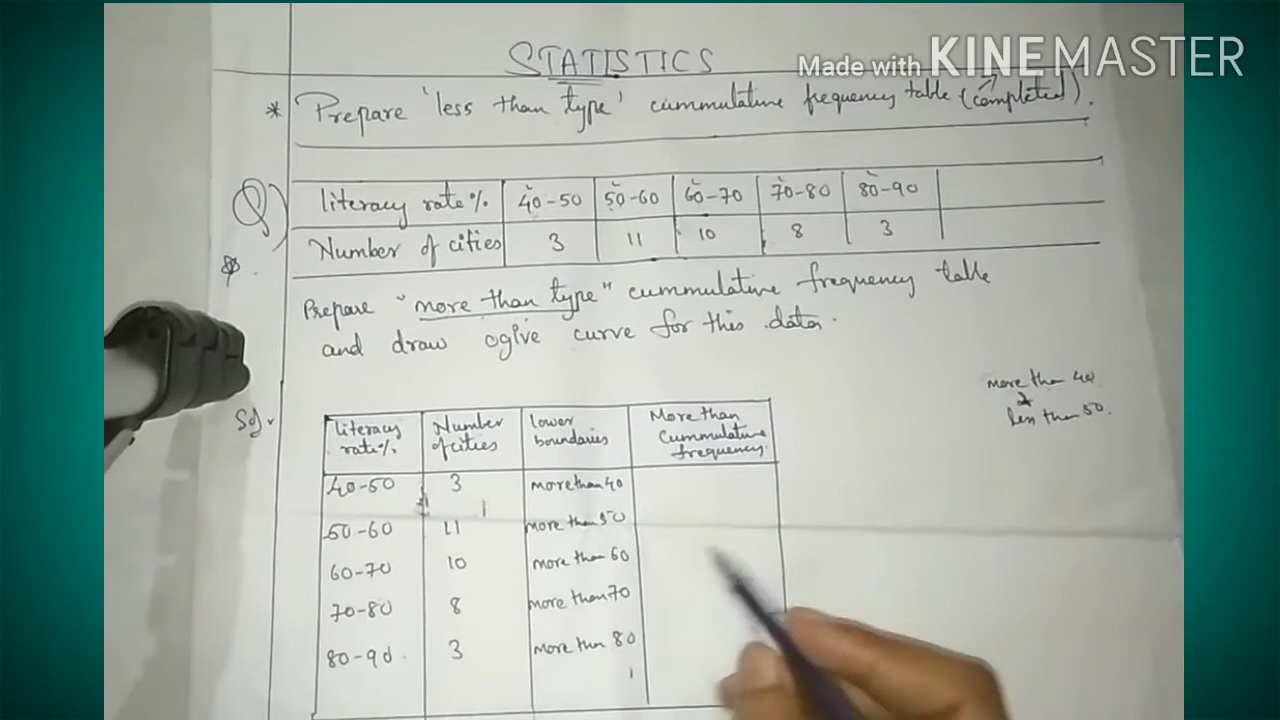 STATISTICS
Made with KINEMASTER
* Prepare 'less than type' cummulative frequency table (completed).
Q)
literacy rate% 40-50 50-60 60-70 70-80 80-90
Number of cities 3 11 10 8 3
Prepare "more than type" cummulative frequency table
and draw ogive curve for this data.
more than 40
&
less than 50.
Sol.
literacy rate% Number of cities lower boundaries More than Cummulative frequency
40-50 3 more than 40
50-60 11 more than 50
60-70 10 more than 60
70-80 8 more than 70
80-90 3 more than 80